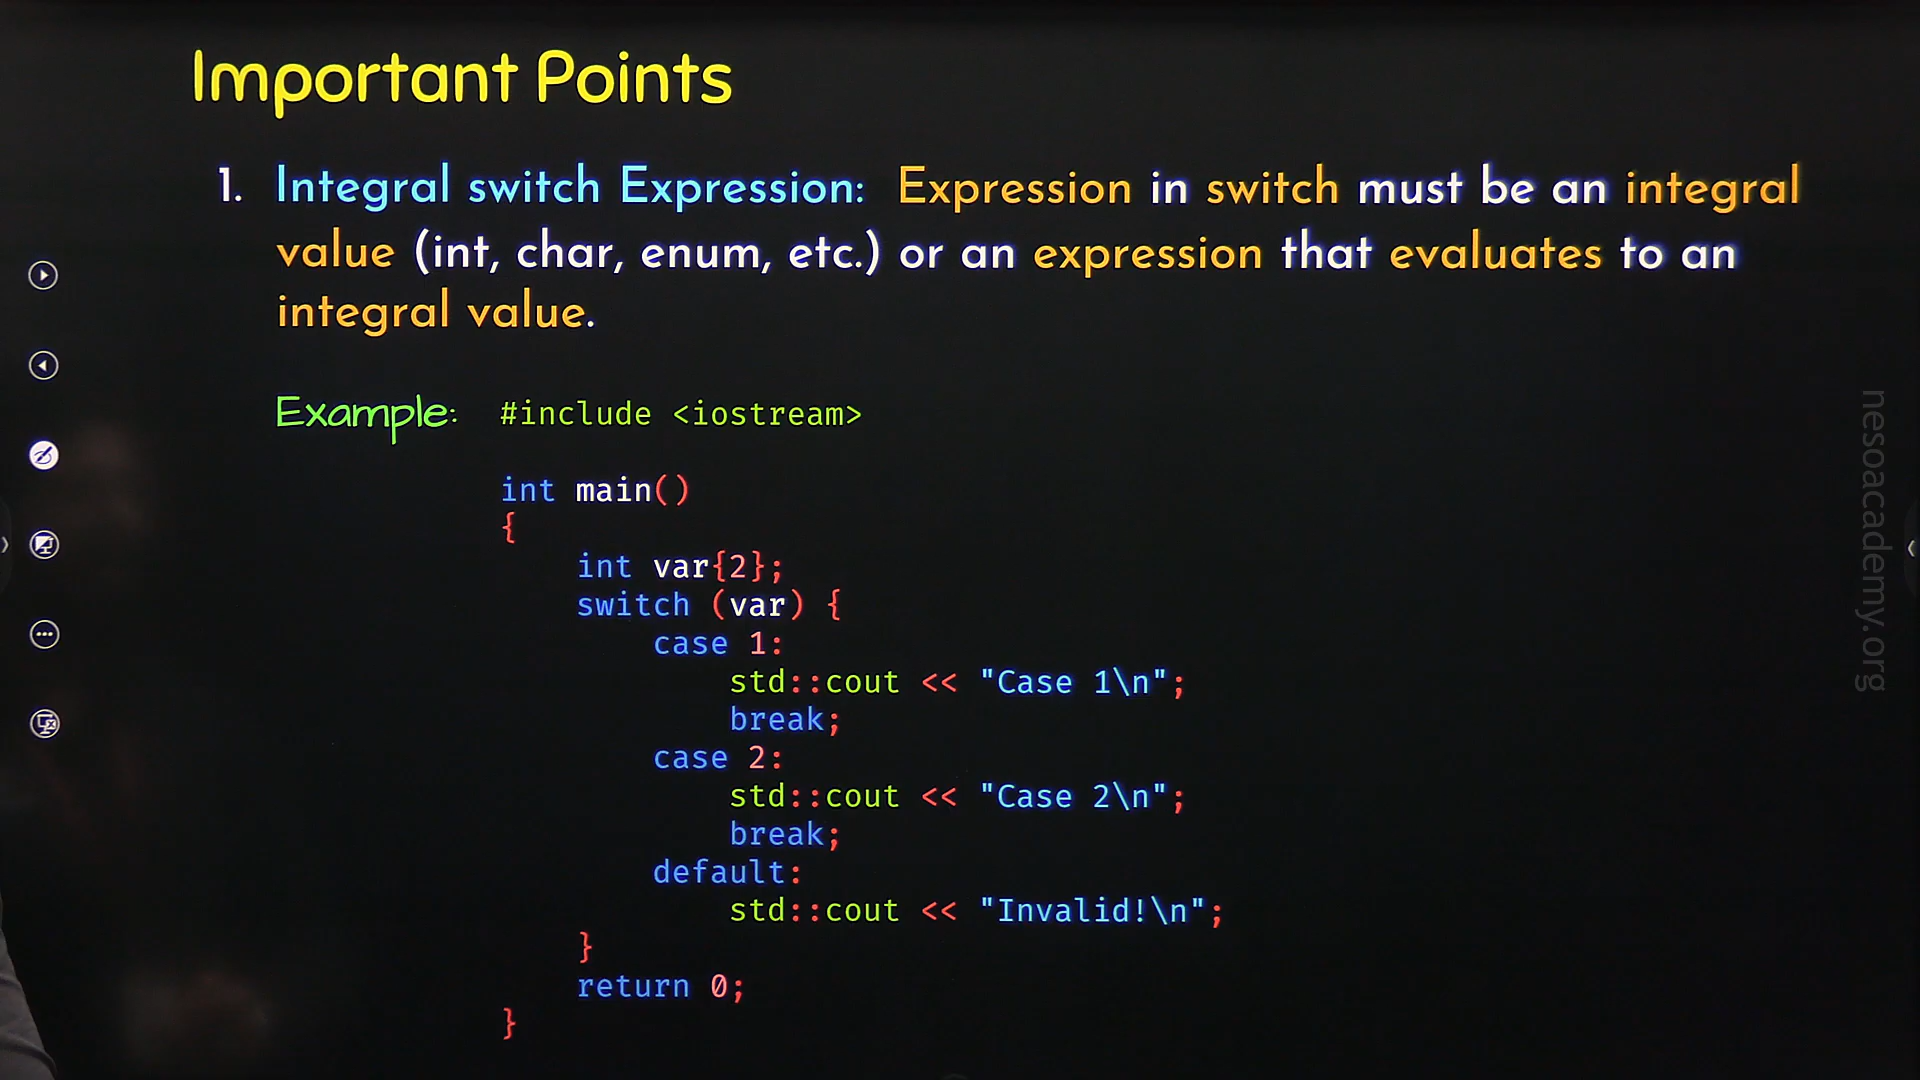 Important Points
1. Integral switch Expression: Expression in switch must be an integral
value (int, char, enum, etc.) or an expression that evaluates to an
integral value.
Example: #include <iostream>
int main()
{
    int var{2};
    switch (var) {
        case 1:
            std::cout << "Case 1\n";
            break;
        case 2:
            std::cout << "Case 2\n";
            break;
        default:
            std::cout << "Invalid!\n";
    }
    return 0;
}
nesoacademy.org